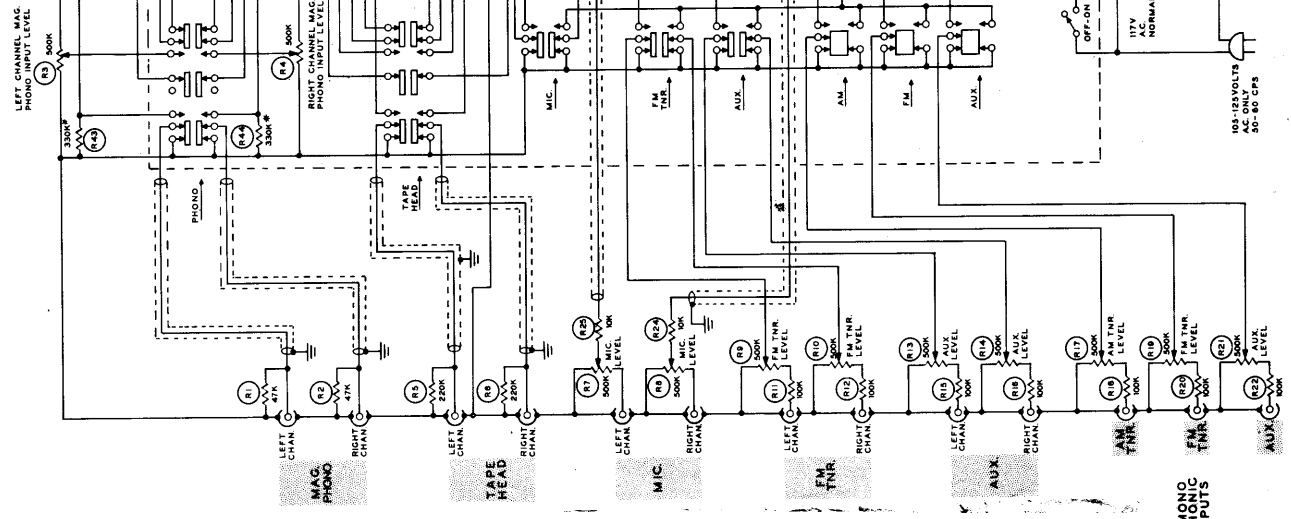 LEFT CHANNEL MAG.
PHONO INPUT LEVEL
R3
500K
R43
330K*
R44
330K*
R4
500K
RIGHT CHANNEL MAG.
PHONO INPUT LEVEL
PHONO
TAPE
HEAD
MIC.
FM
TNR.
AUX.
AM
FM
AUX.
OFF-ON
117V
A.C.
105-125VOLTS
A.C. ONLY
50-60 CPS
R1
47K
R2
47K
R5
220K
R6
220K
R25
10K
MIC.
LEVEL
R7
500K
R24
10K
MIC.
LEVEL
R8
500K
R9
500K
FM TNR.
LEVEL
R11
100K
R10
500K
FM TNR.
LEVEL
R12
100K
R13
500K
AUX.
LEVEL
R15
100K
R14
500K
AUX.
LEVEL
R16
100K
R17
500K
AM TNR.
LEVEL
R18
100K
R19
500K
FM TNR.
LEVEL
R20
100K
R21
500K
AUX.
LEVEL
R22
100K
LEFT
CHAN.
RIGHT
CHAN.
LEFT
CHAN.
RIGHT
CHAN.
LEFT
CHAN.
RIGHT
CHAN.
LEFT
CHAN.
RIGHT
CHAN.
LEFT
CHAN.
RIGHT
CHAN.
MAG.
PHONO
TAPE
HEAD
MIC.
FM
TNR.
AUX.
AM
TNR.
FM
TNR.
AUX.